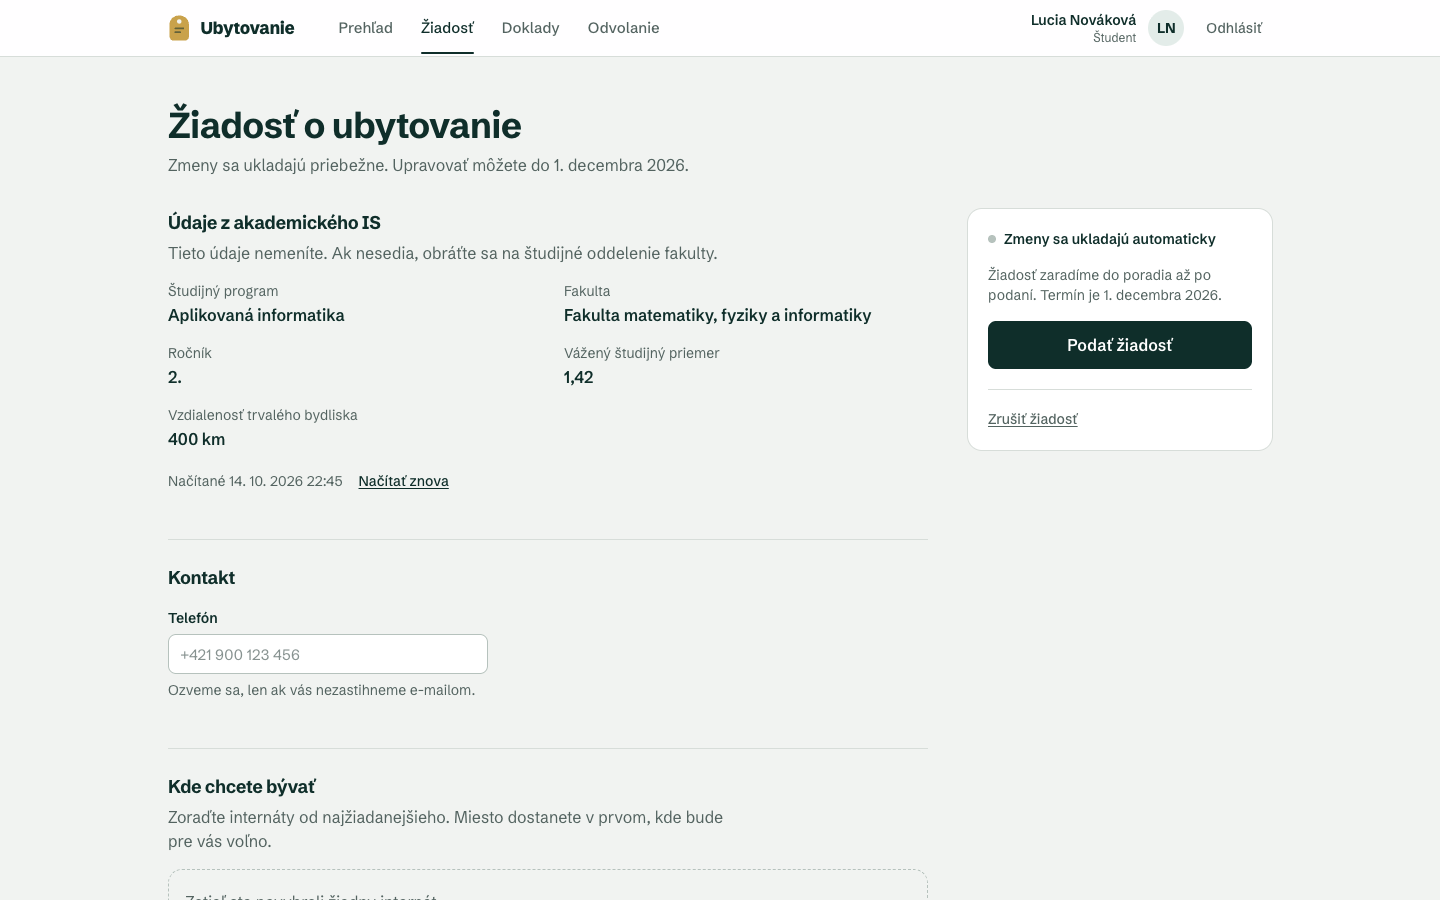 Ubytovanie
Prehľad
Žiadosť
Doklady
Odvolanie
Lucia Nováková
Študent
LN
Odhlásiť
Žiadosť o ubytovanie
Zmeny sa ukladajú priebežne. Upravovať môžete do 1. decembra 2026.
Údaje z akademického IS
Tieto údaje nemeníte. Ak nesedia, obráťte sa na študijné oddelenie fakulty.
Študijný program
Aplikovaná informatika
Fakulta
Fakulta matematiky, fyziky a informatiky
Ročník
2.
Vážený študijný priemer
1,42
Vzdialenosť trvalého bydliska
400 km
Načítané 14. 10. 2026 22:45
Načítať znova
Zmeny sa ukladajú automaticky
Žiadosť zaradíme do poradia až po
podaní. Termín je 1. decembra 2026.
Podať žiadosť
Zrušiť žiadosť
Kontakt
Telefón
+421 900 123 456
Ozveme sa, len ak vás nezastihneme e-mailom.
Kde chcete bývať
Zoraďte internáty od najžiadanejšieho. Miesto dostanete v prvom, kde bude
pre vás voľno.